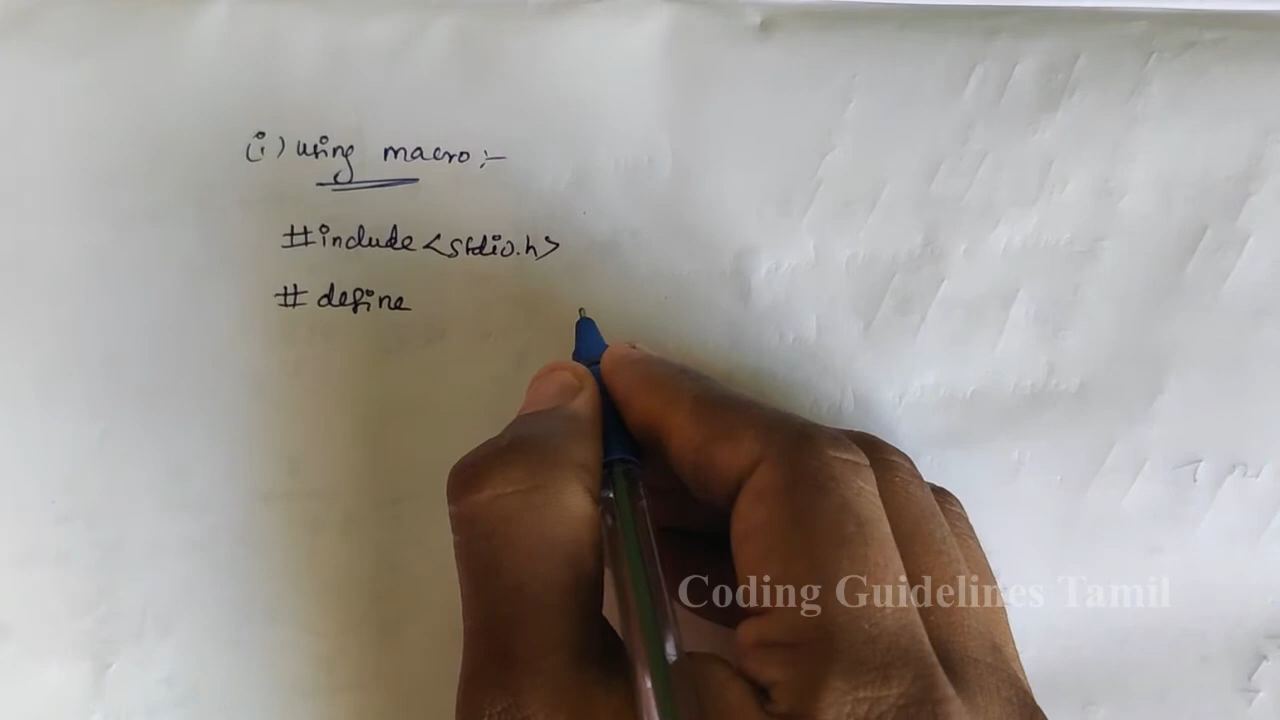 (i) using macro :-
#include <stdio.h>
# define
Coding Guidelines Tamil